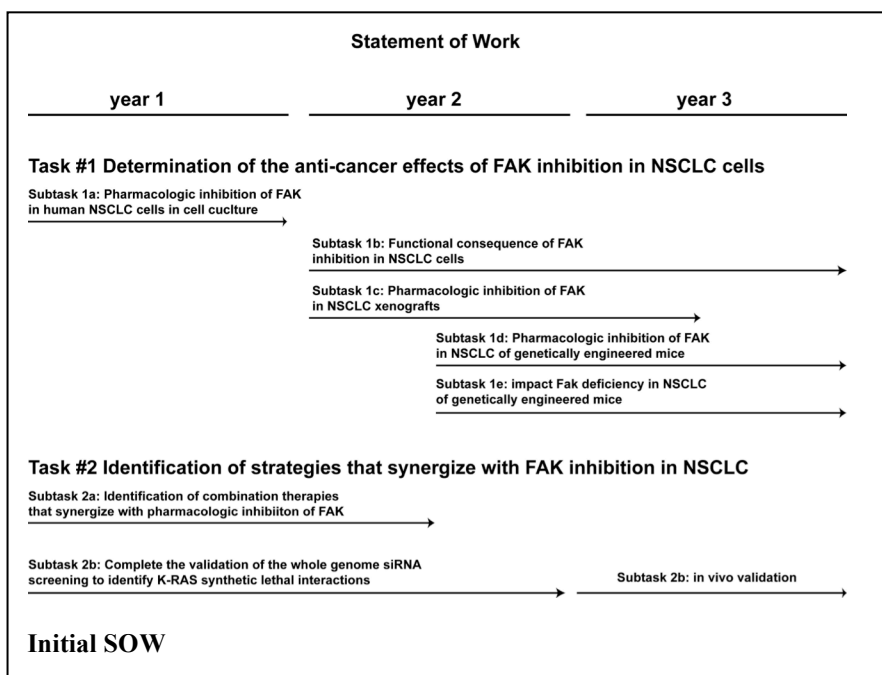 Statement of Work
year 1 year 2 year 3
Task #1 Determination of the anti-cancer effects of FAK inhibition in NSCLC cells
Subtask 1a: Pharmacologic inhibition of FAK
in human NSCLC cells in cell cuclture
Subtask 1b: Functional consequence of FAK
inhibition in NSCLC cells
Subtask 1c: Pharmacologic inhibition of FAK
in NSCLC xenografts
Subtask 1d: Pharmacologic inhibition of FAK
in NSCLC of genetically engineered mice
Subtask 1e: impact Fak deficiency in NSCLC
of genetically engineered mice
Task #2 Identification of strategies that synergize with FAK inhibition in NSCLC
Subtask 2a: Identification of combination therapies
that synergize with pharmacologic inhibiiton of FAK
Subtask 2b: Complete the validation of the whole genome siRNA
screening to identify K-RAS synthetic lethal interactions
Subtask 2b: in vivo validation
Initial SOW